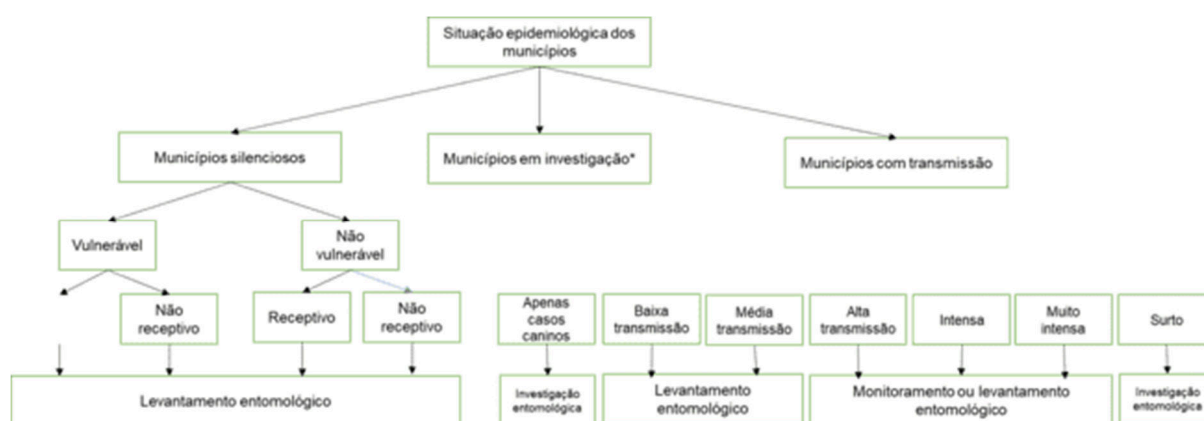 Situação epidemiológica dos
municípios
Municípios silenciosos
Municípios em investigação*
Municípios com transmissão
Vulnerável
Não
vulnerável
Não
receptivo
Receptivo
Não
receptivo
Apenas
casos
caninos
Baixa
transmissão
Média
transmissão
Alta
transmissão
Intensa
Muito
intensa
Surto
Levantamento entomológico
Investigação
entomológica
Levantamento
entomológico
Monitoramento ou levantamento
entomológico
Investigação
entomológica